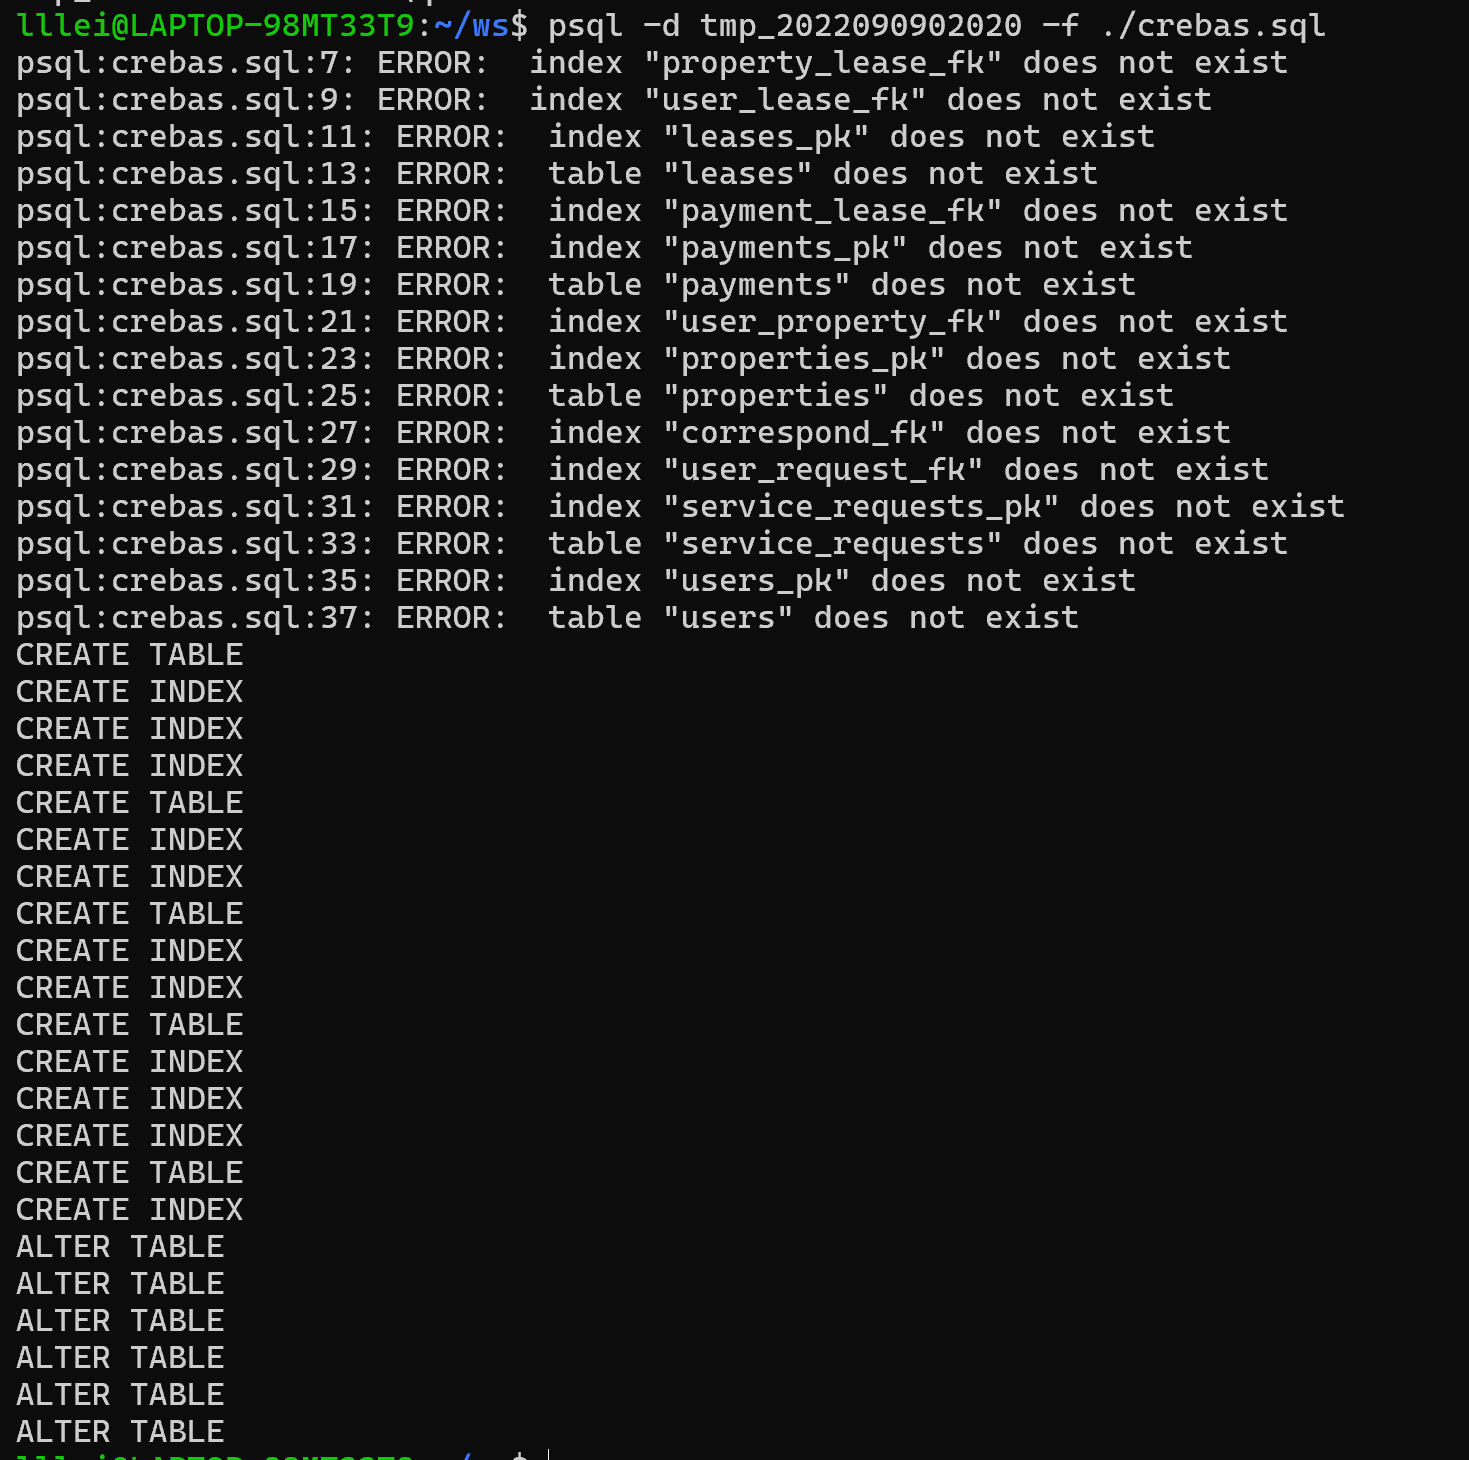 lllei@LAPTOP-98MT33T9:~/ws$ psql -d tmp_2022090902020 -f ./crebas.sql
psql:crebas.sql:7: ERROR:  index "property_lease_fk" does not exist
psql:crebas.sql:9: ERROR:  index "user_lease_fk" does not exist
psql:crebas.sql:11: ERROR:  index "leases_pk" does not exist
psql:crebas.sql:13: ERROR:  table "leases" does not exist
psql:crebas.sql:15: ERROR:  index "payment_lease_fk" does not exist
psql:crebas.sql:17: ERROR:  index "payments_pk" does not exist
psql:crebas.sql:19: ERROR:  table "payments" does not exist
psql:crebas.sql:21: ERROR:  index "user_property_fk" does not exist
psql:crebas.sql:23: ERROR:  index "properties_pk" does not exist
psql:crebas.sql:25: ERROR:  table "properties" does not exist
psql:crebas.sql:27: ERROR:  index "correspond_fk" does not exist
psql:crebas.sql:29: ERROR:  index "user_request_fk" does not exist
psql:crebas.sql:31: ERROR:  index "service_requests_pk" does not exist
psql:crebas.sql:33: ERROR:  table "service_requests" does not exist
psql:crebas.sql:35: ERROR:  index "users_pk" does not exist
psql:crebas.sql:37: ERROR:  table "users" does not exist
CREATE TABLE
CREATE INDEX
CREATE INDEX
CREATE INDEX
CREATE TABLE
CREATE INDEX
CREATE INDEX
CREATE TABLE
CREATE INDEX
CREATE INDEX
CREATE TABLE
CREATE INDEX
CREATE INDEX
CREATE INDEX
CREATE TABLE
CREATE INDEX
ALTER TABLE
ALTER TABLE
ALTER TABLE
ALTER TABLE
ALTER TABLE
ALTER TABLE